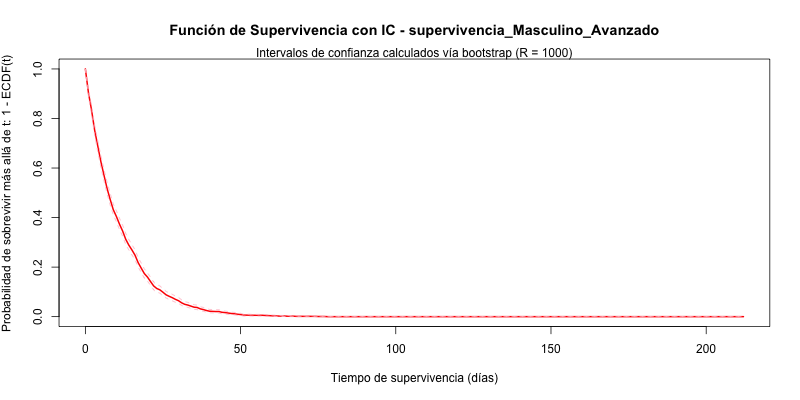 Función de Supervivencia con IC - supervivencia_Masculino_Avanzado
Intervalos de confianza calculados vía bootstrap (R = 1000)
Probabilidad de sobrevivir más allá de t: 1 - ECDF(t)
1.0
0.8
0.6
0.4
0.2
0.0
0 50 100 150 200
Tiempo de supervivencia (días)